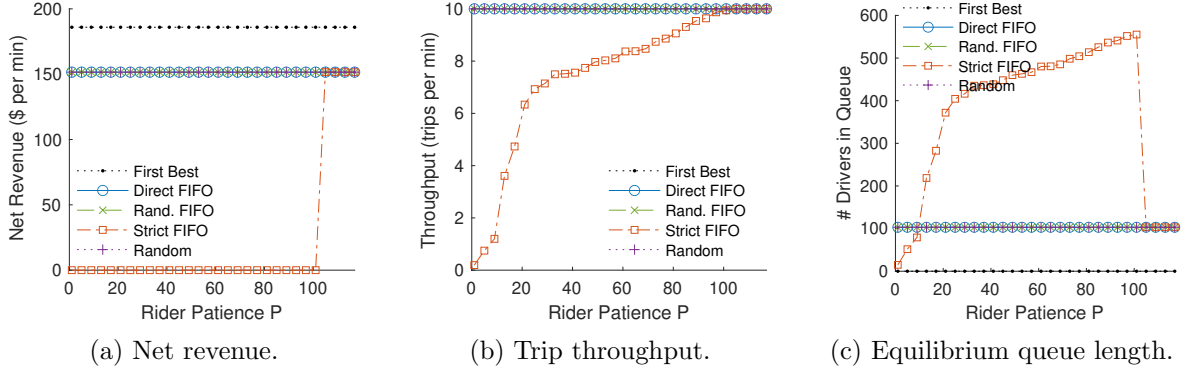 200
150
100
50
0
0 20 40 60 80 100
Net Revenue ($ per min)
Rider Patience P
First Best
Direct FIFO
Rand. FIFO
Strict FIFO
Random
(a) Net revenue.
10
8
6
4
2
0
0 20 40 60 80 100
Throughput (trips per min)
Rider Patience P
First Best
Direct FIFO
Rand. FIFO
Strict FIFO
Random
(b) Trip throughput.
600
500
400
300
200
100
0
0 20 40 60 80 100
# Drivers in Queue
Rider Patience P
First Best
Direct FIFO
Rand. FIFO
Strict FIFO
Random
(c) Equilibrium queue length.